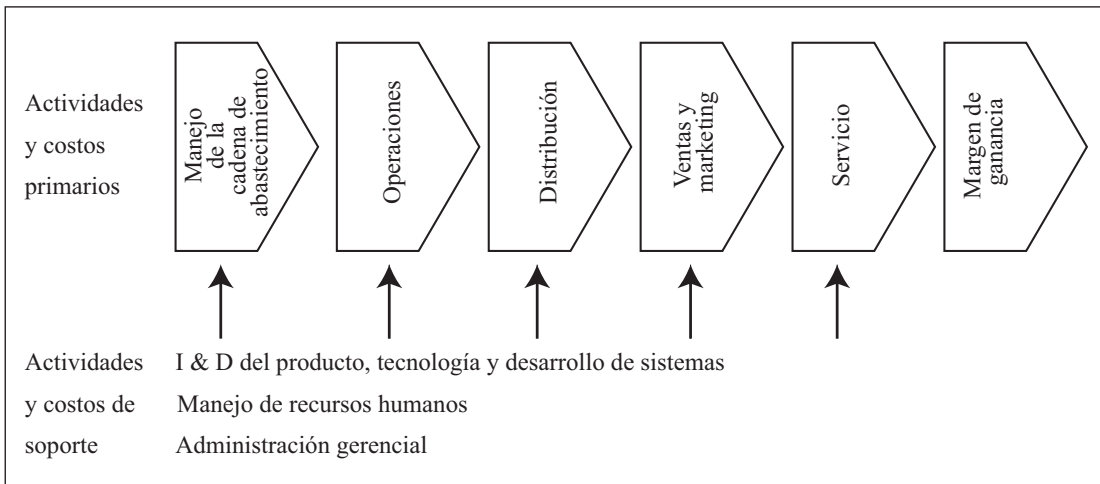 Actividades
y costos
primarios
Manejo
de la
cadena de
abastecimiento
Operaciones
Distribución
Ventas y
marketing
Servicio
Margen de
ganancia
Actividades I & D del producto, tecnología y desarrollo de sistemas
y costos de Manejo de recursos humanos
soporte Administración gerencial